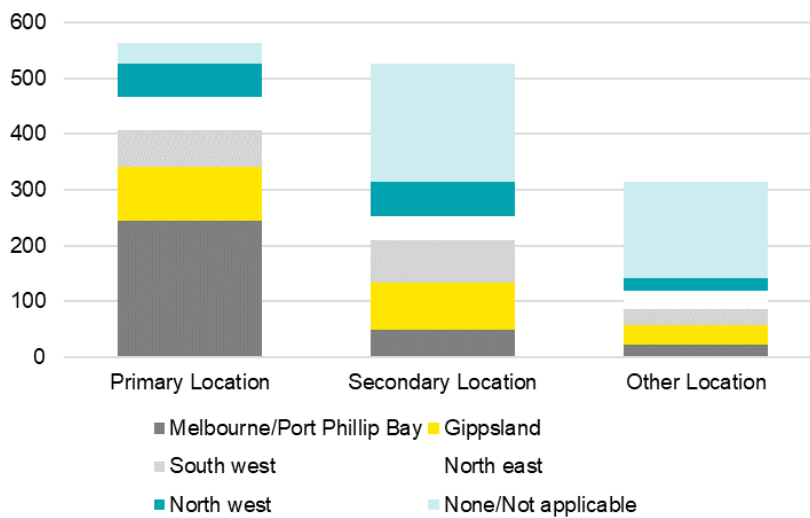 600
500
400
300
200
100
0
Primary Location Secondary Location Other Location
Melbourne/Port Phillip Bay Gippsland
South west North east
North west None/Not applicable